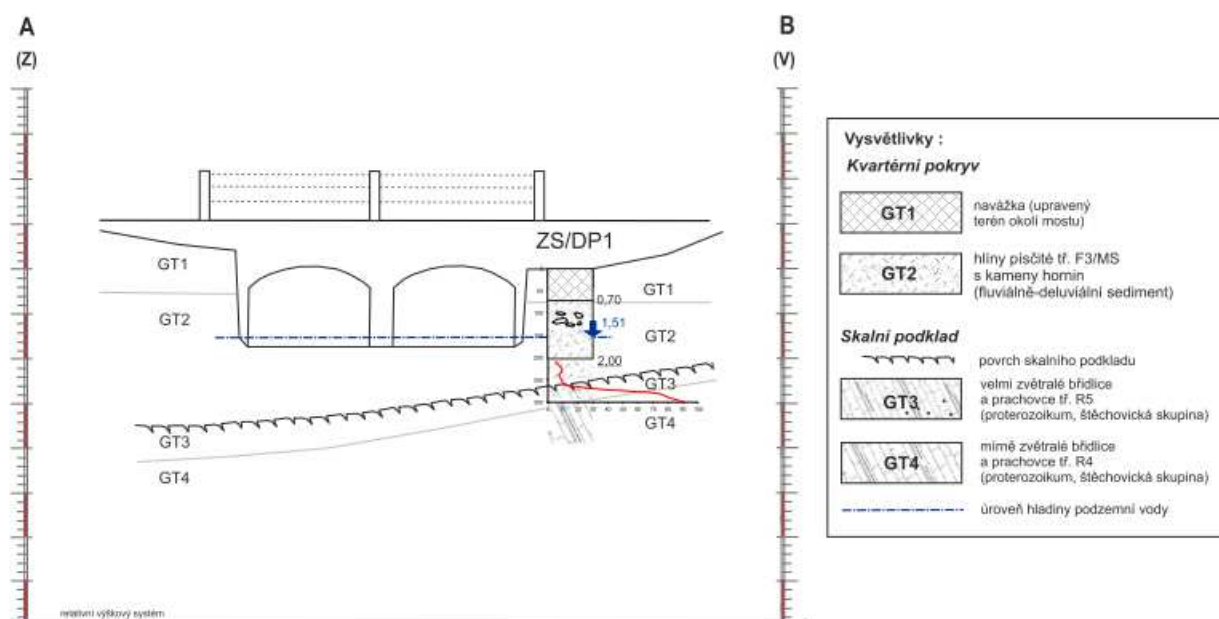 A
(Z)
B
(V)
ZS/DP1
GT1
GT2
GT3
GT4
0,70
1,51
2,00
GT1
GT2
GT3
GT4
relativní výškový systém
Vysvětlivky :
Kvartérní pokryv
GT1
navážka (upravený
terén okolí mostu)
GT2
hlíny písčité tř. F3/MS
s kameny hornin
(fluviálně-deluviální sediment)
Skalní podklad
povrch skalního podkladu
GT3
velmi zvětralé břidlice
a prachovce tř. R5
(proterozoikum, štěchovická skupina)
GT4
mírně zvětralé břidlice
a prachovce tř. R4
(proterozoikum, štěchovická skupina)
úroveň hladiny podzemní vody